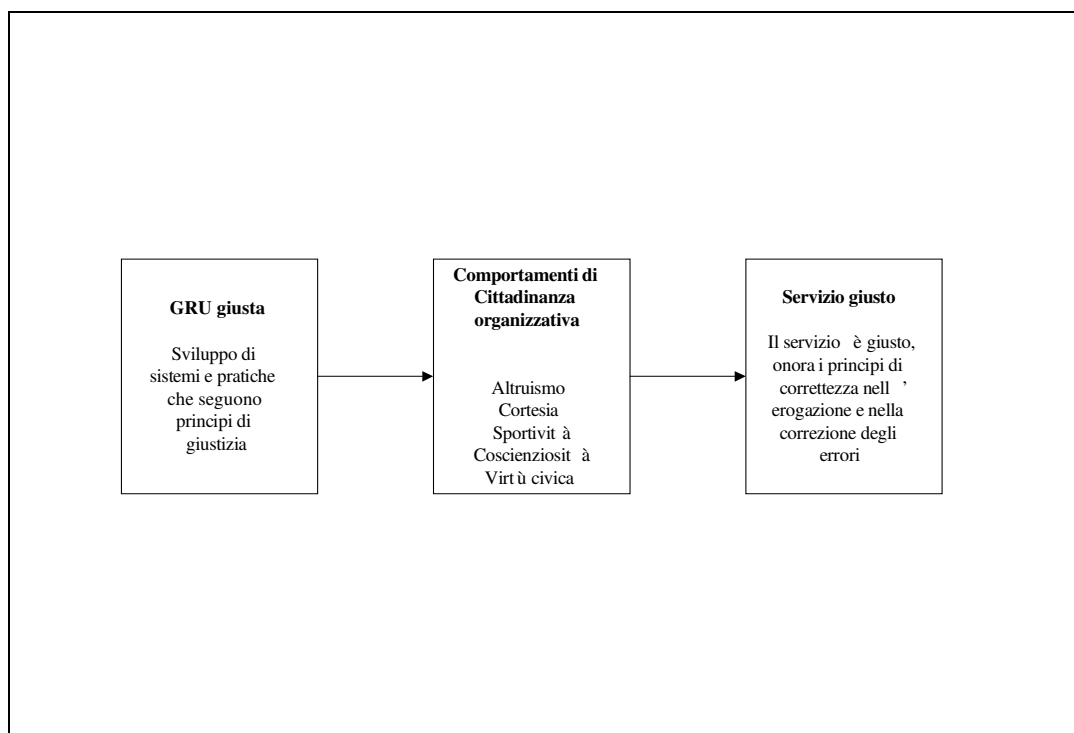 GRU giusta
Sviluppo di
sistemi e pratiche
che seguono
principi di
giustizia
Comportamenti di
Cittadinanza
organizzativa
Altruismo
Cortesia
Sportivit à
Coscienziosit à
Virt ù civica
Servizio giusto
Il servizio è giusto,
onora i principi di
correttezza nell ’
erogazione e nella
correzione degli
errori